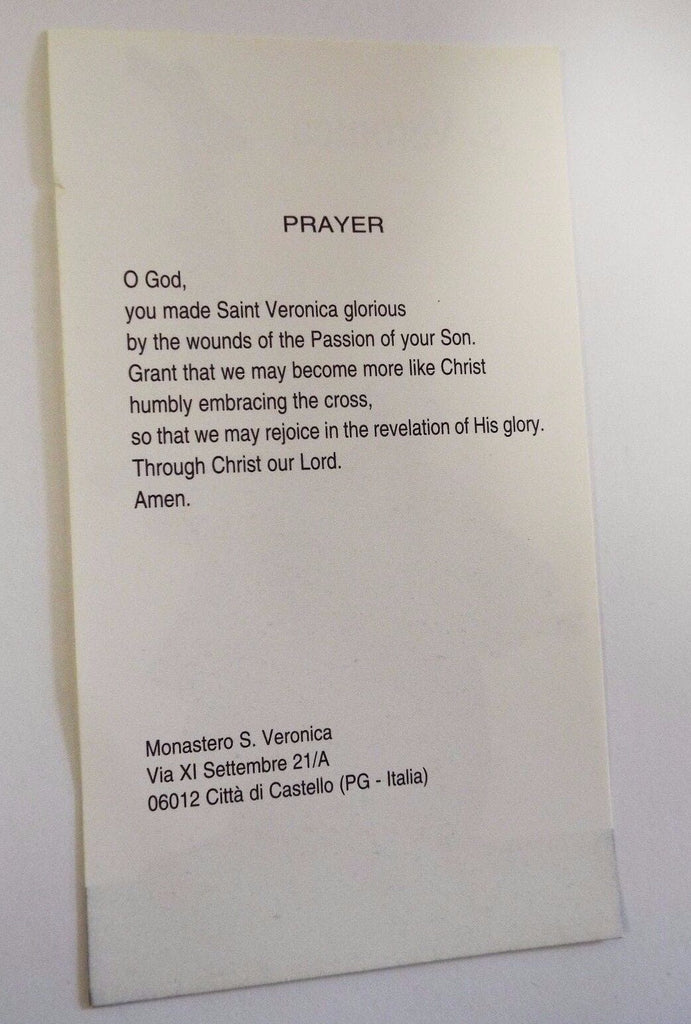 PRAYER
O God,
you made Saint Veronica glorious
by the wounds of the Passion of your Son.
Grant that we may become more like Christ
humbly embracing the cross,
so that we may rejoice in the revelation of His glory.
Through Christ our Lord.
Amen.
Monastero S. Veronica
Via XI Settembre 21/A
06012 Città di Castello (PG - Italia)